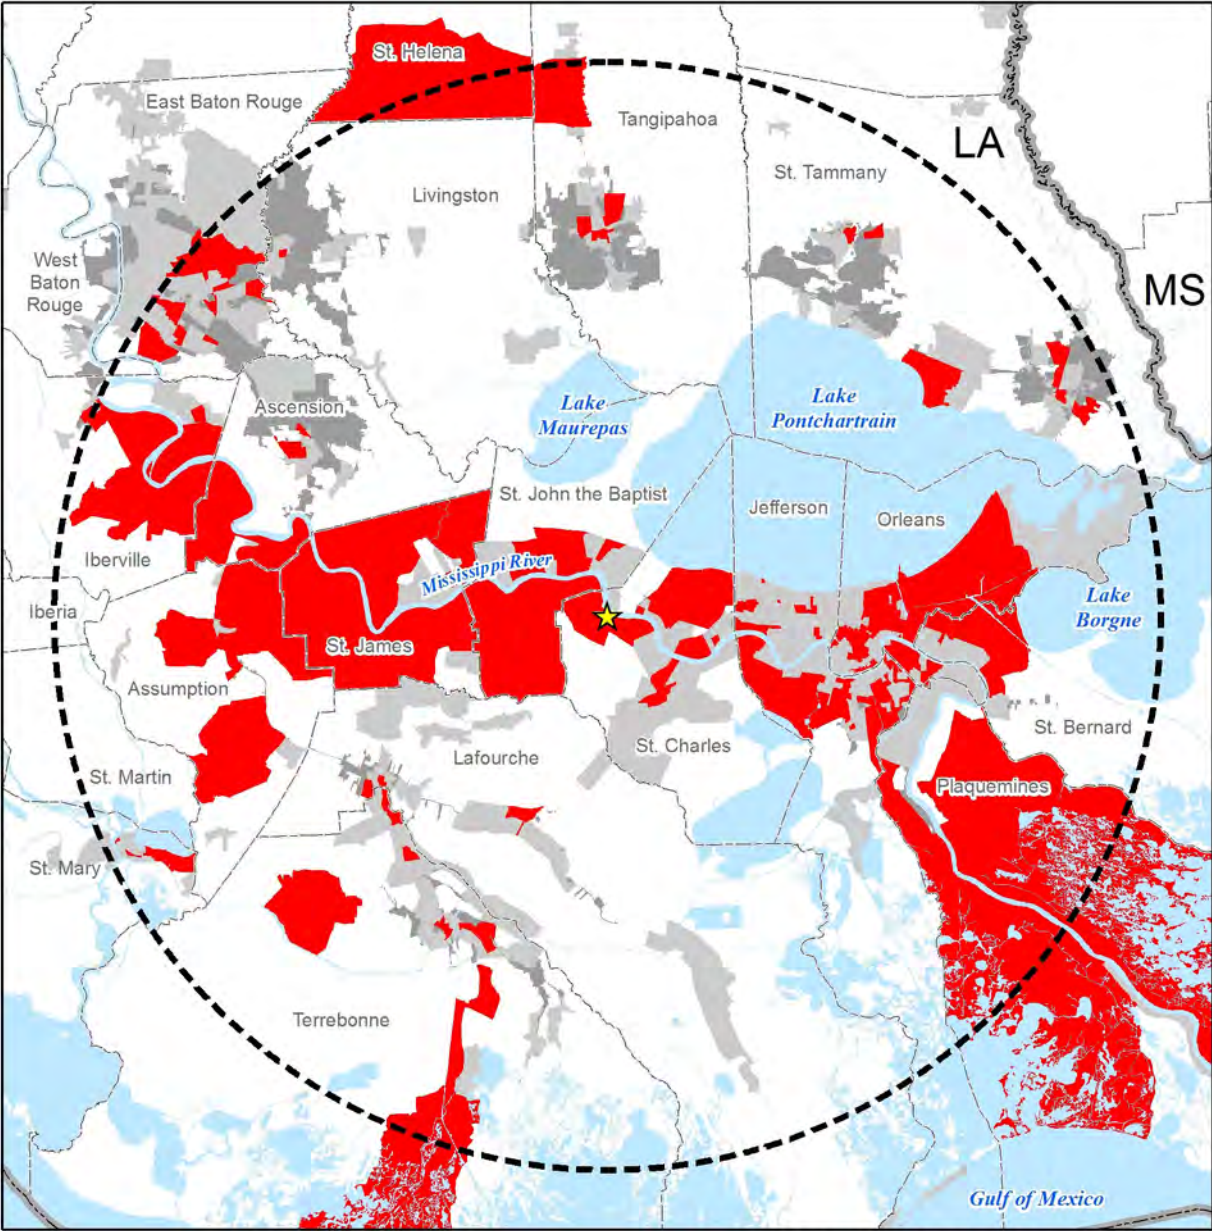 St. Helena
East Baton Rouge
Tangipahoa
LA
St. Tammany
Livingston
West
Baton
Rouge
MS
Lake
Maurepas
Lake
Pontchartrain
Ascension
St. John the Baptist
Jefferson
Orleans
Iberville
Mississippi River
Iberia
Lake
Borgne
St. James
Assumption
St. Bernard
St. Charles
Lafourche
St. Martin
Plaquemines
St. Mary
Terrebonne
Gulf of Mexico